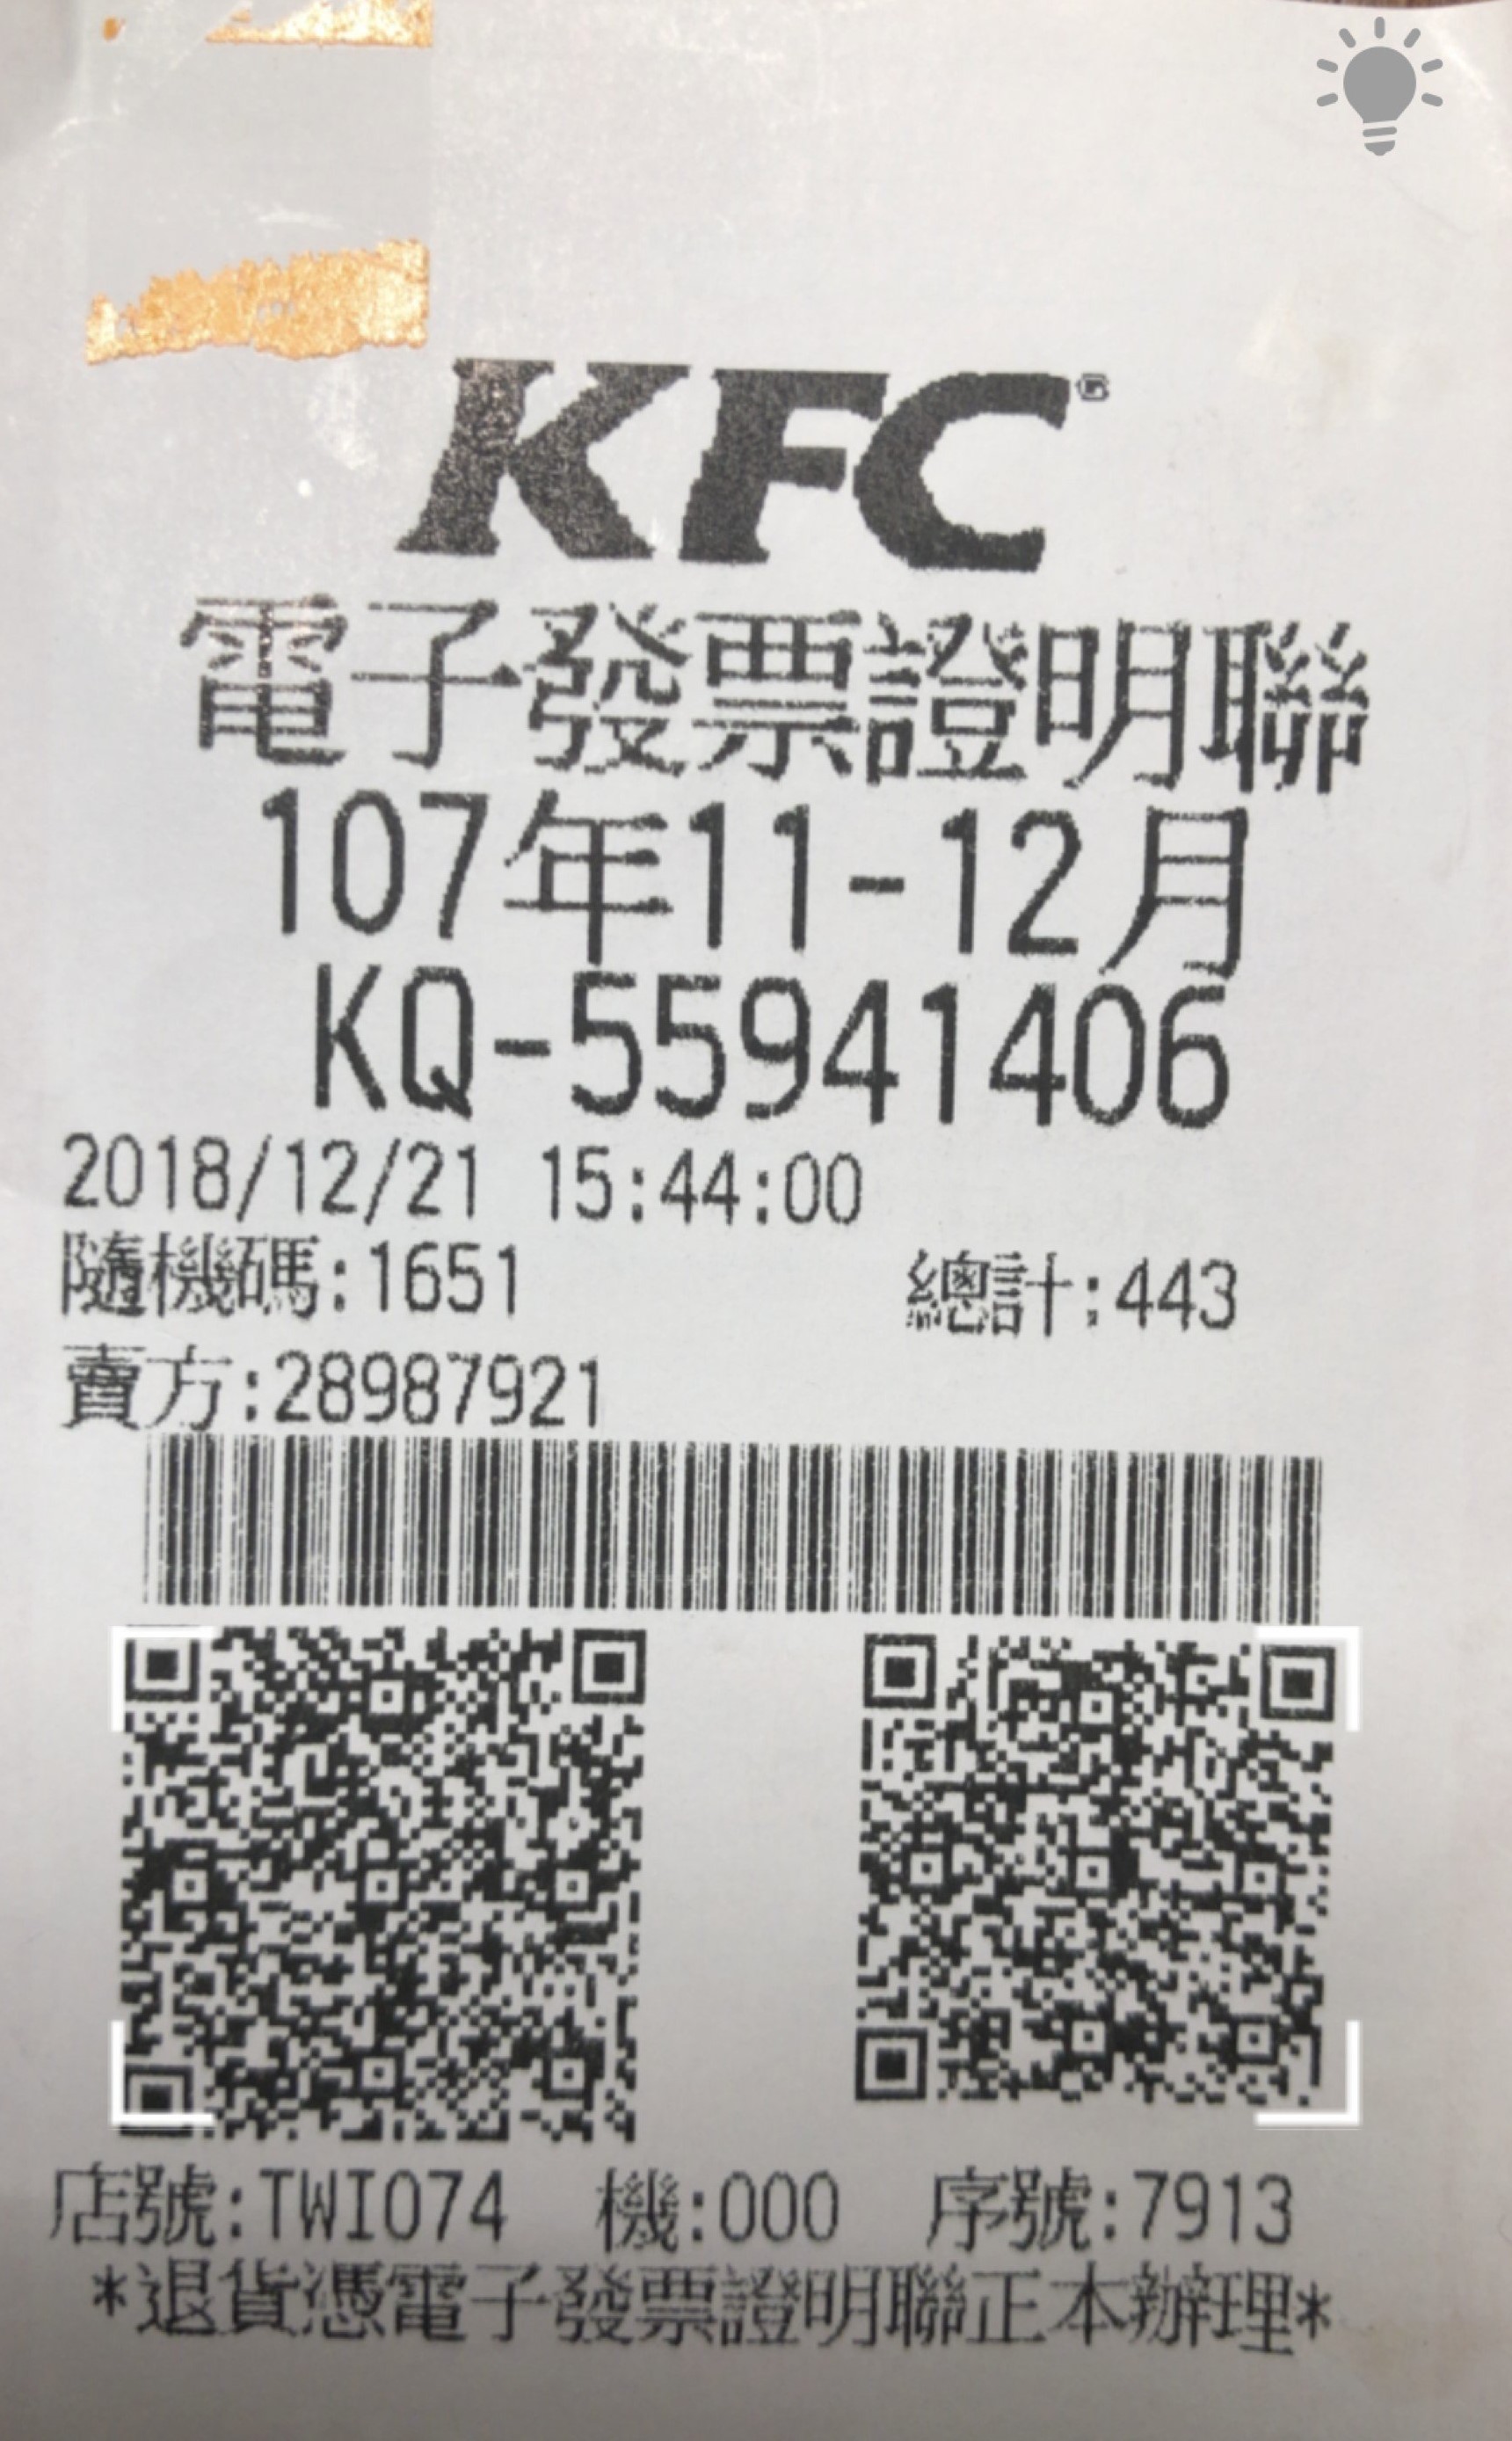 KFC
電子發票證明聯
107年11-12月
KQ-55941406
2018/12/21 15:44:00
隨機碼:1651 總計:443
賣方:28987921
店號:TWI074 機:000 序號:7913
*退貨憑電子發票證明聯正本辦理*